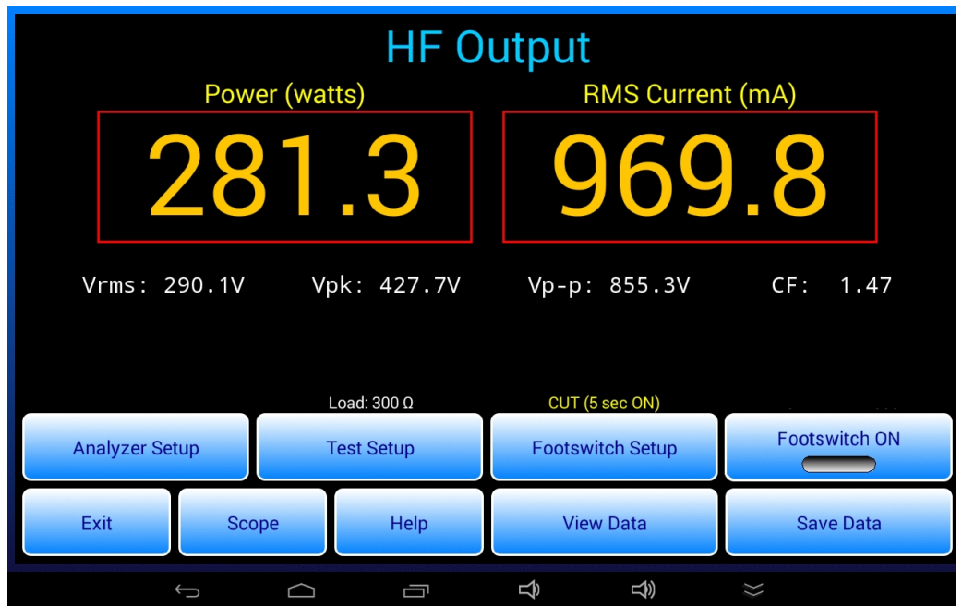 HF Output
Power (watts) RMS Current (mA)
281.3 969.8
Vrms: 290.1V Vpk: 427.7V Vp-p: 855.3V CF: 1.47
Load: 300 Ω CUT (5 sec ON)
Analyzer Setup Test Setup Footswitch Setup Footswitch ON
Exit Scope Help View Data Save Data